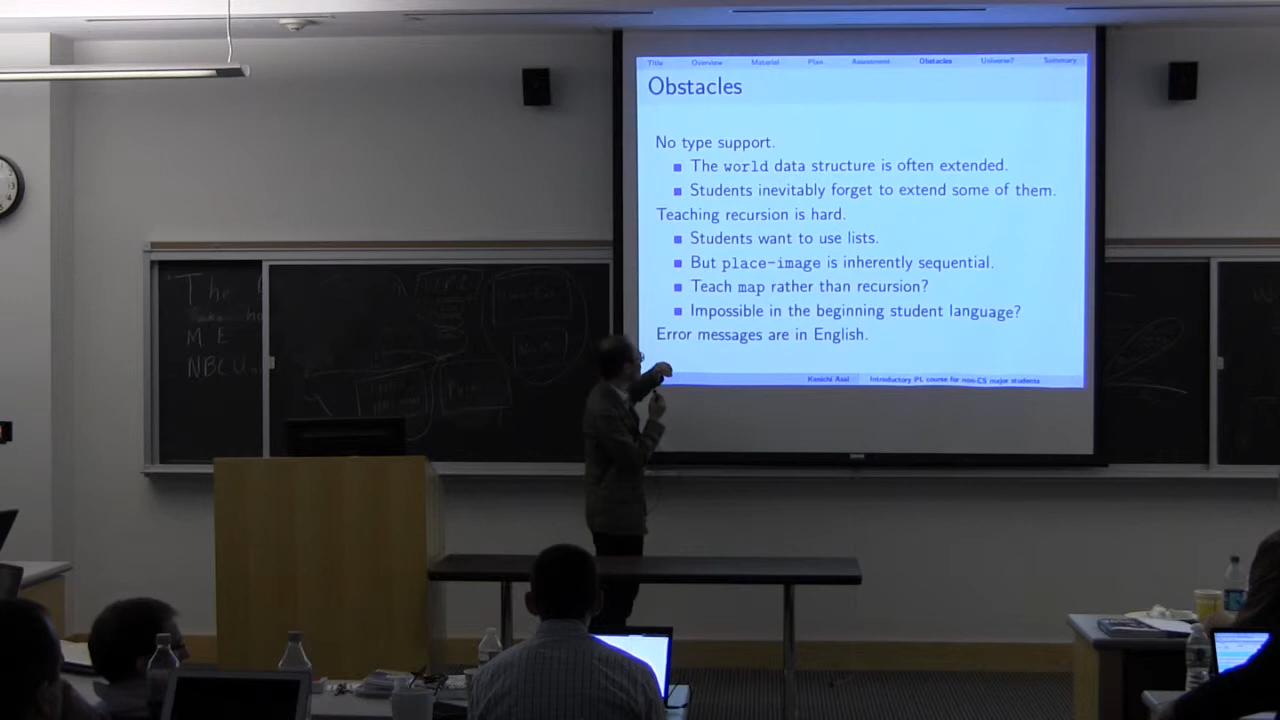 Title Overview Material Plan Assessment Obstacles Universe? Summary
Obstacles
No type support.
The world data structure is often extended.
Students inevitably forget to extend some of them.
Teaching recursion is hard.
Students want to use lists.
But place-image is inherently sequential.
Teach map rather than recursion?
Impossible in the beginning student language?
Error messages are in English.
Kenichi Asai Introductory PL course for non-CS major students
The
M E